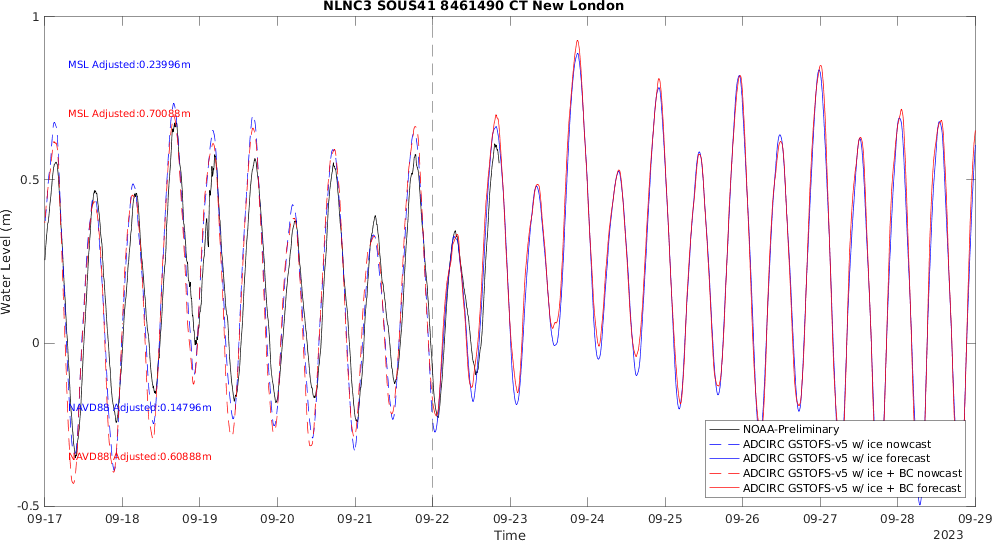 NLNC3 SOUS41 8461490 CT New London
1
MSL Adjusted:0.23996m
MSL Adjusted:0.70088m
0.5
Water Level (m)
0
NAVD88 Adjusted:0.14796m
NAVD88 Adjusted:0.60888m
NOAA-Preliminary
ADCIRC GSTOFS-v5 w/ ice nowcast
ADCIRC GSTOFS-v5 w/ ice forecast
ADCIRC GSTOFS-v5 w/ ice + BC nowcast
ADCIRC GSTOFS-v5 w/ ice + BC forecast
-0.5
09-17 09-18 09-19 09-20 09-21 09-22 09-23 09-24 09-25 09-26 09-27 09-28 09-29
Time
2023